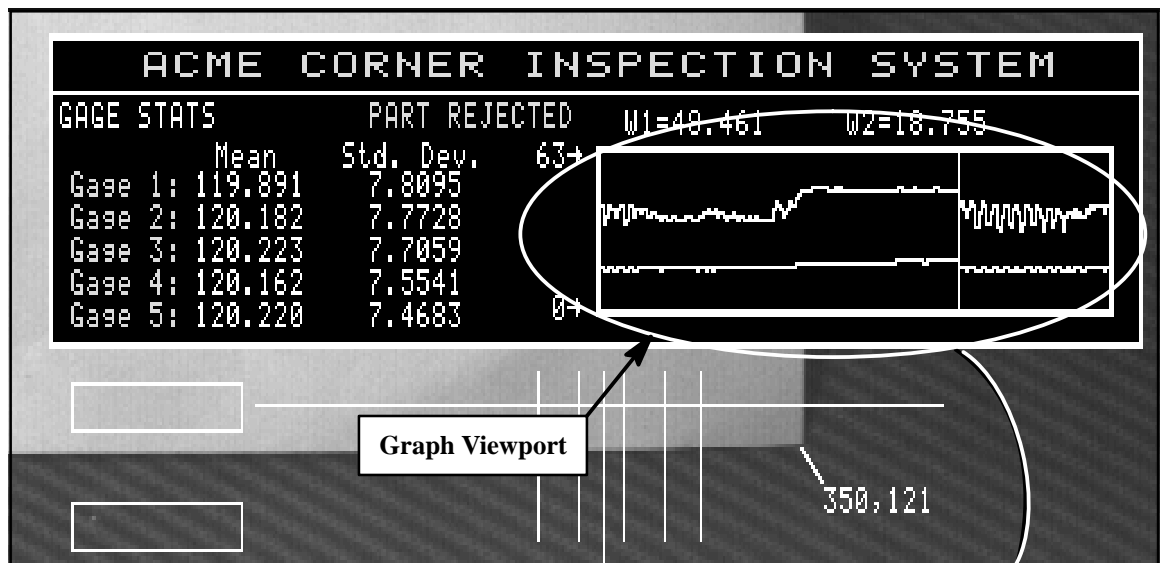 ACME CORNER INSPECTION SYSTEM
GAGE STATS PART REJECTED W1=48.461 W2=18.755
Mean Std. Dev. 63→
Gage 1: 119.891 7.8095
Gage 2: 120.182 7.7728
Gage 3: 120.223 7.7059
Gage 4: 120.162 7.5541
Gage 5: 120.220 7.4683 0→
Graph Viewport
350,121